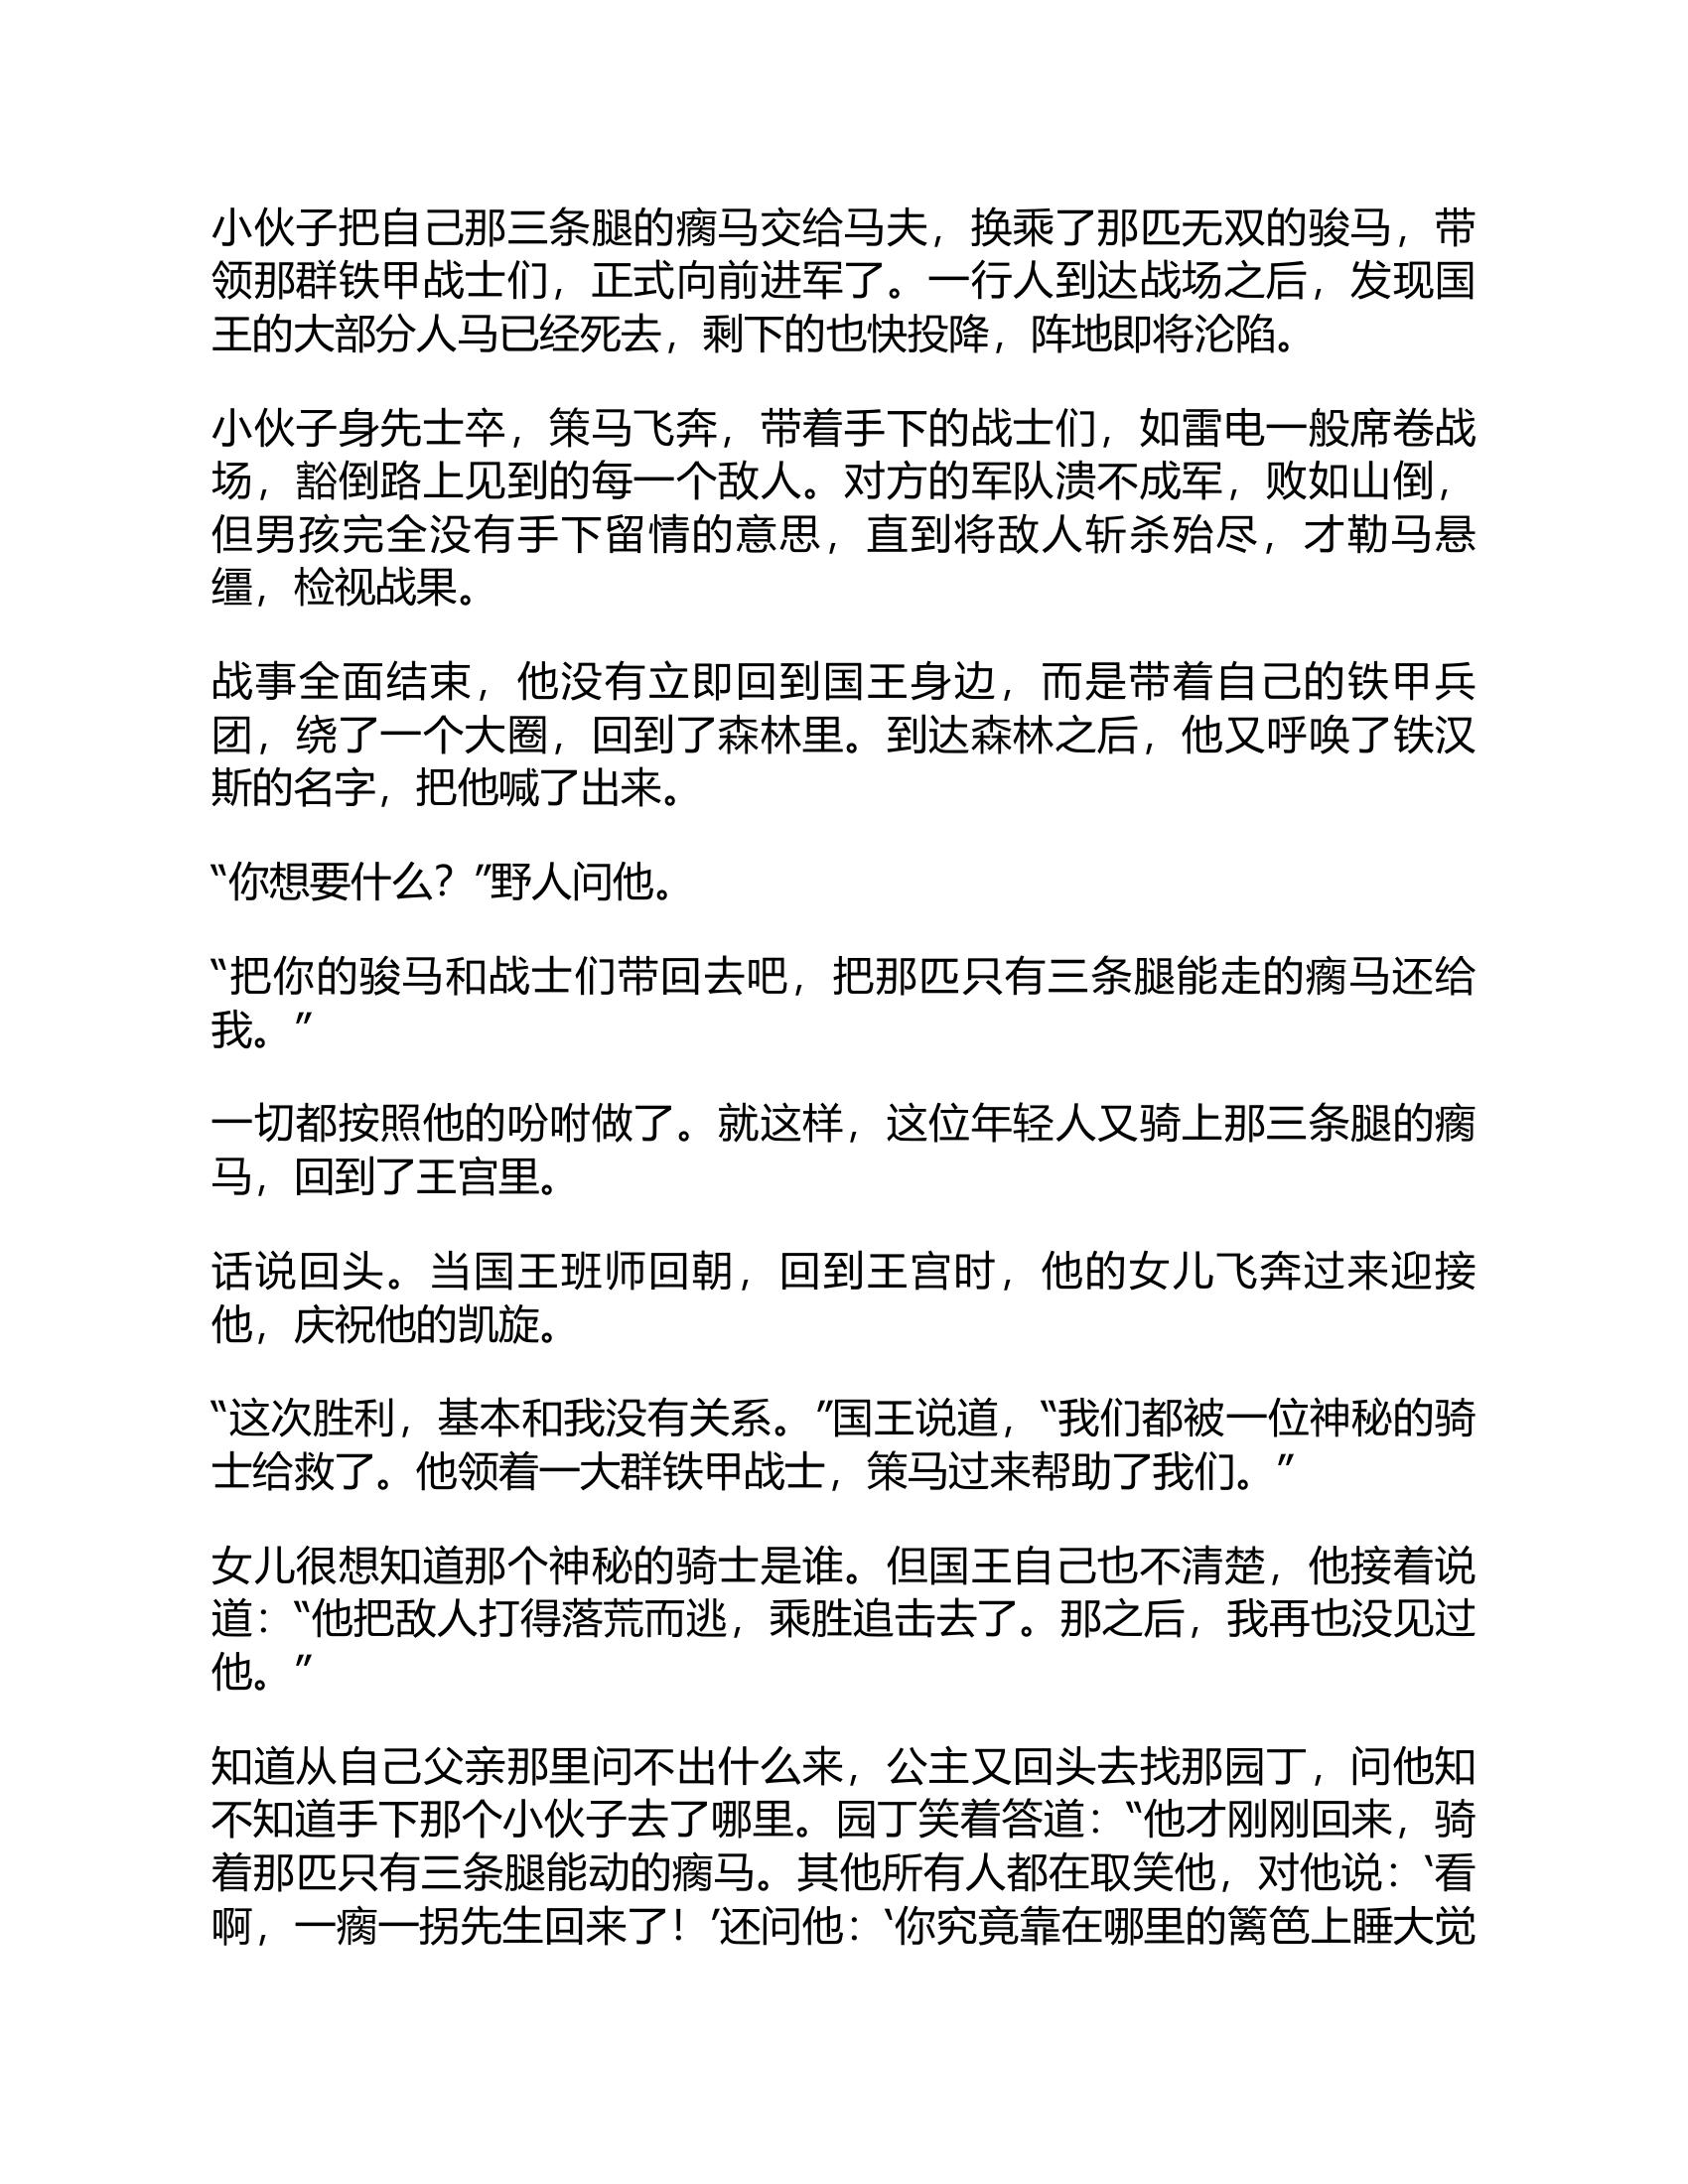 小伙子把自己那三条腿的瘸马交给马夫，换乘了那匹无双的骏马，带
领那群铁甲战士们，正式向前进军了。一行人到达战场之后，发现国
王的大部分人马已经死去，剩下的也快投降，阵地即将沦陷。
小伙子身先士卒，策马飞奔，带着手下的战士们，如雷电一般席卷战
场，豁倒路上见到的每一个敌人。对方的军队溃不成军，败如山倒，
但男孩完全没有手下留情的意思，直到将敌人斩杀殆尽，才勒马悬
缰，检视战果。
战事全面结束，他没有立即回到国王身边，而是带着自己的铁甲兵
团，绕了一个大圈，回到了森林里。到达森林之后，他又呼唤了铁汉
斯的名字，把他喊了出来。
“你想要什么？”野人问他。
“把你的骏马和战士们带回去吧，把那匹只有三条腿能走的瘸马还给
我。”
一切都按照他的吩咐做了。就这样，这位年轻人又骑上那三条腿的瘸
马，回到了王宫里。
话说回头。当国王班师回朝，回到王宫时，他的女儿飞奔过来迎接
他，庆祝他的凯旋。
“这次胜利，基本和我没有关系。”国王说道，“我们都被一位神秘的骑
士给救了。他领着一大群铁甲战士，策马过来帮助了我们。”
女儿很想知道那个神秘的骑士是谁。但国王自己也不清楚，他接着说
道：“他把敌人打得落荒而逃，乘胜追击去了。那之后，我再也没见过
他。”
知道从自己父亲那里问不出什么来，公主又回头去找那园丁，问他知
不知道手下那个小伙子去了哪里。园丁笑着答道：“他才刚刚回来，骑
着那匹只有三条腿能动的瘸马。其他所有人都在取笑他，对他说：‘看
啊，一瘸一拐先生回来了！’还问他：‘你究竟靠在哪里的篱笆上睡大觉